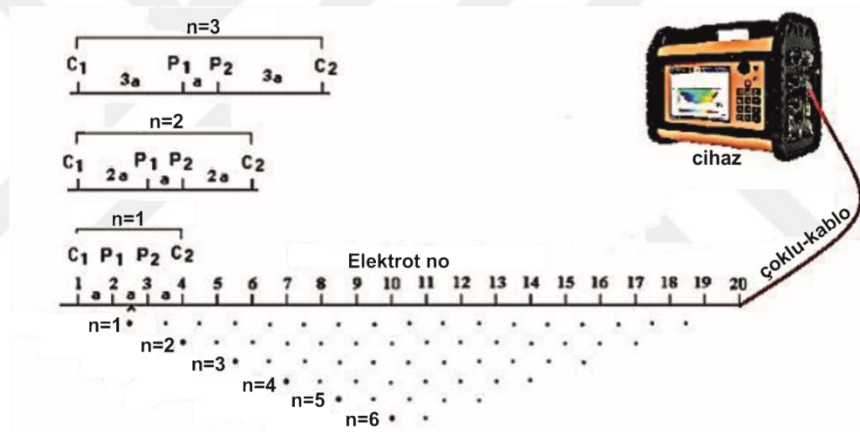 n=3
C1 P1 P2 C2
3a a 3a
n=2
C1 P1 P2 C2
2a a 2a
n=1
C1 P1 P2 C2
cihaz
çoklu-kablo
Elektrot no
1 2 3 4 5 6 7 8 9 10 11 12 13 14 15 16 17 18 19 20
a a a
n=1
n=2
n=3
n=4
n=5
n=6